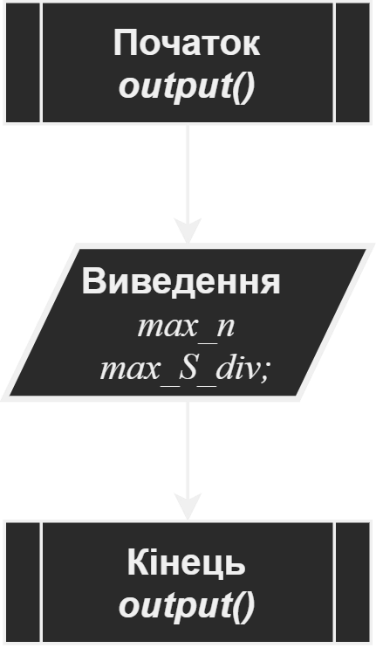 Початок
output()
Виведення
max_n
max_S_div;
Кінець
output()